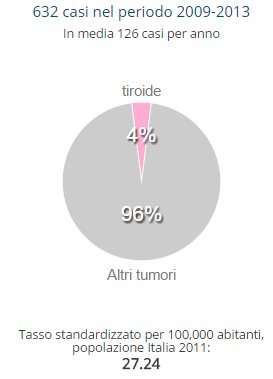 632 casi nel periodo 2009-2013
In media 126 casi per anno
tiroide
4%
96%
Altri tumori
Tasso standardizzato per 100,000 abitanti,
popolazione Italia 2011:
27.24